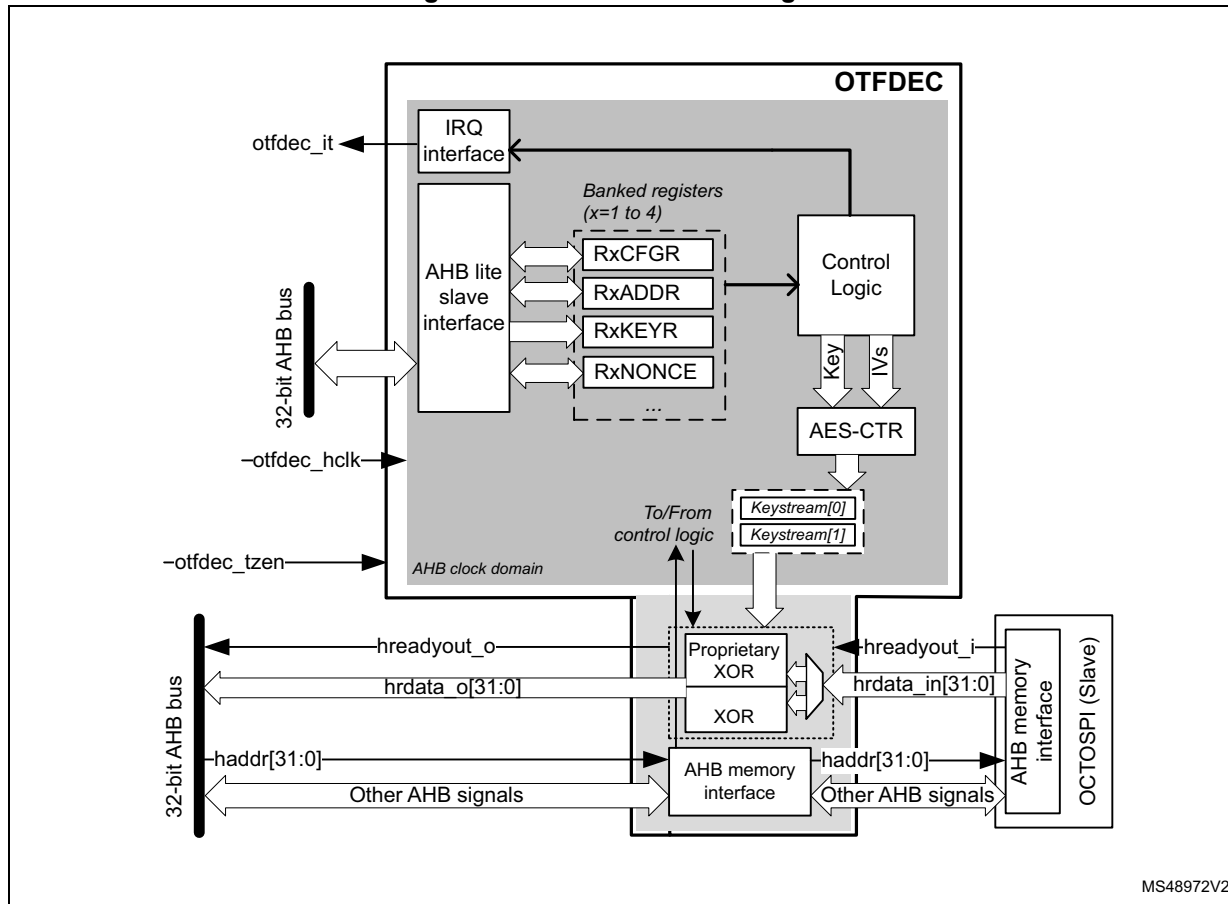 OTFDEC
IRQ
interface
otfdec_it
Banked registers
(x=1 to 4)
AHB lite
slave
interface
RxCFGR
RxADDR
RxKEYR
RxNONCE
...
Control
Logic
32-bit AHB bus
Key
IVs
AES-CTR
otfdec_hclk
Keystream[0]
Keystream[1]
To/From
control logic
otfdec_tzen
AHB clock domain
hreadyout_o
Proprietary
XOR
hreadyout_i
hrdata_o[31:0]
hrdata_in[31:0]
XOR
32-bit AHB bus
haddr[31:0]
AHB memory
interface
haddr[31:0]
Other AHB signals
Other AHB signals
AHB memory
interface
OCTOSPI (Slave)
MS48972V2